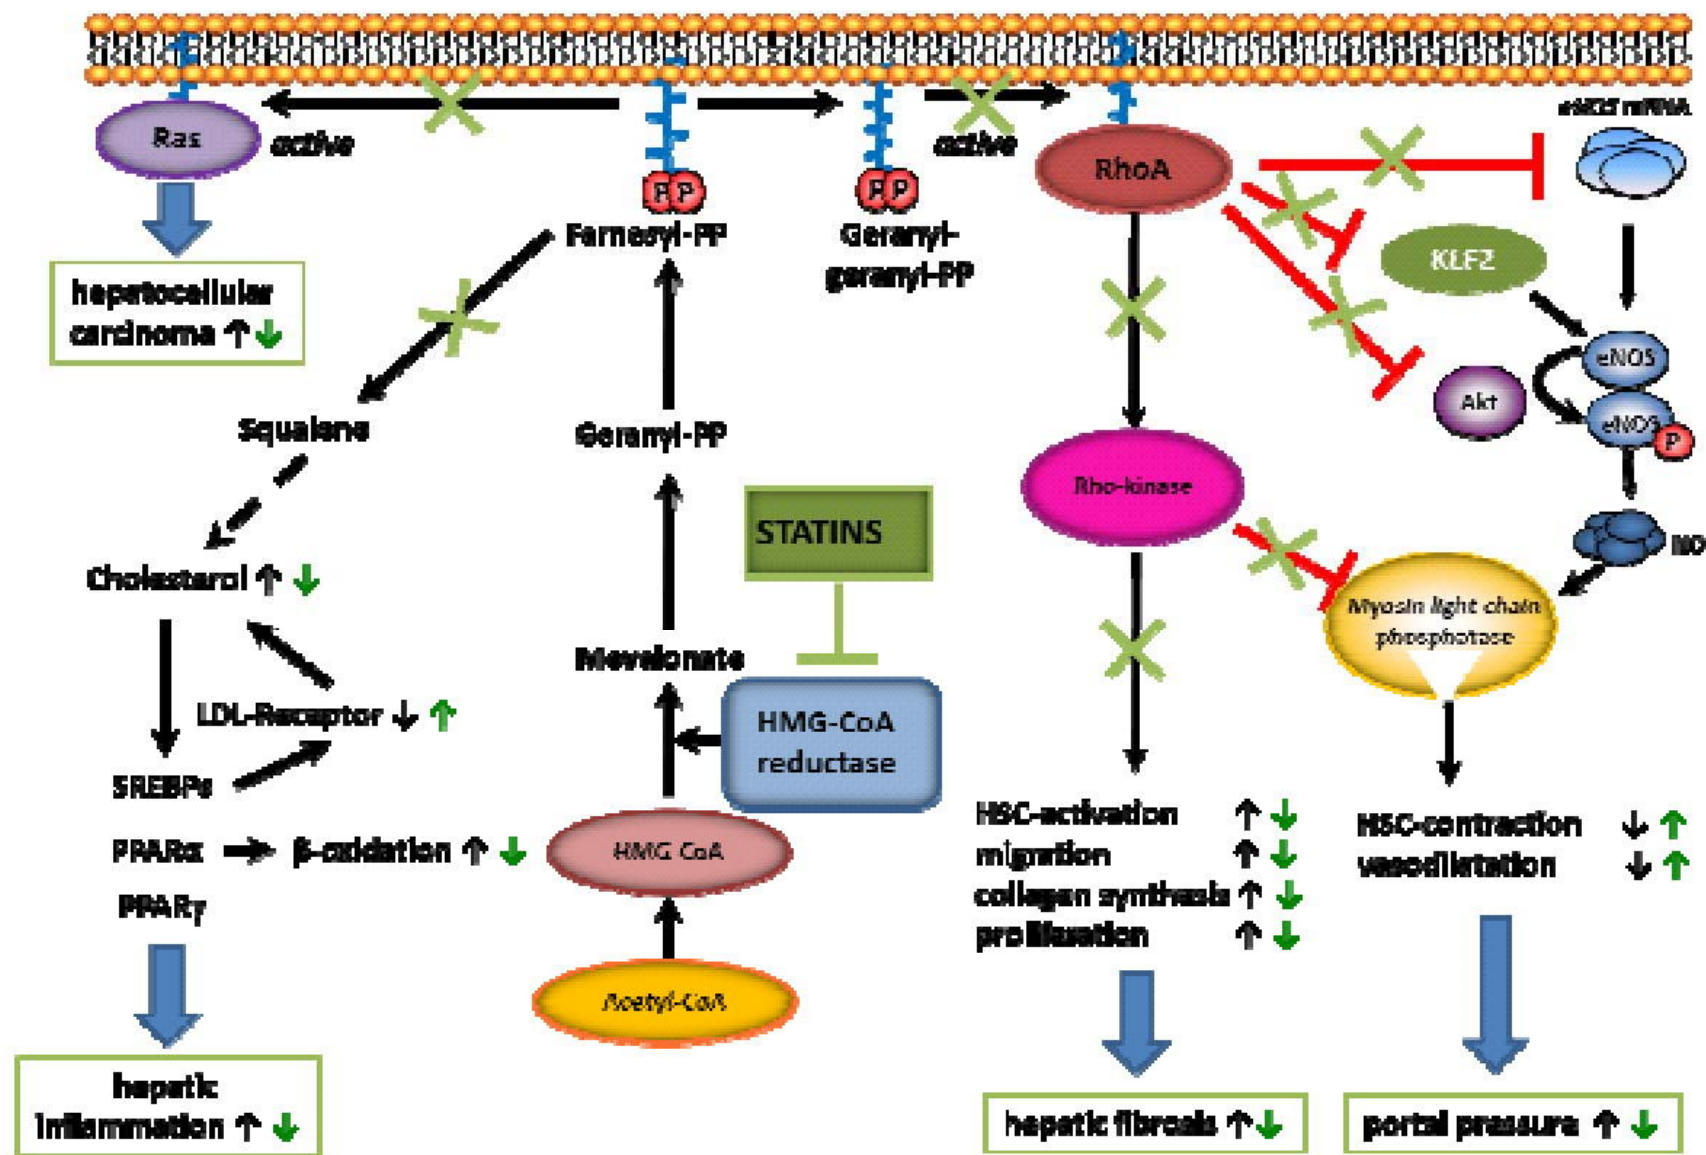 eNOS mRNA
Ras
active
active
RhoA
P P
P P
Farnesyl-PP
Geranyl-
geranyl-PP
KLF2
hepatocellular
carcinoma ↑ ↓
eNOS
Akt
eNOS
P
Squalene
Geranyl-PP
Rho-kinase
STATINS
NO
Cholesterol ↑ ↓
Myosin light chain
phosphotase
Mevalonate
LDL-Receptor ↓ ↑
HMG-CoA
reductase
SREBPs
HSC-activation ↑ ↓
migration ↑ ↓
collagen synthesis ↑ ↓
proliferation ↑ ↓
HSC-contraction ↓ ↑
vasodilatation ↓ ↑
PPARα → β-oxidation ↑ ↓
HMG CoA
PPARγ
Acetyl-CoA
hepatic
inflammation ↑ ↓
hepatic fibrosis ↑ ↓
portal pressure ↑ ↓